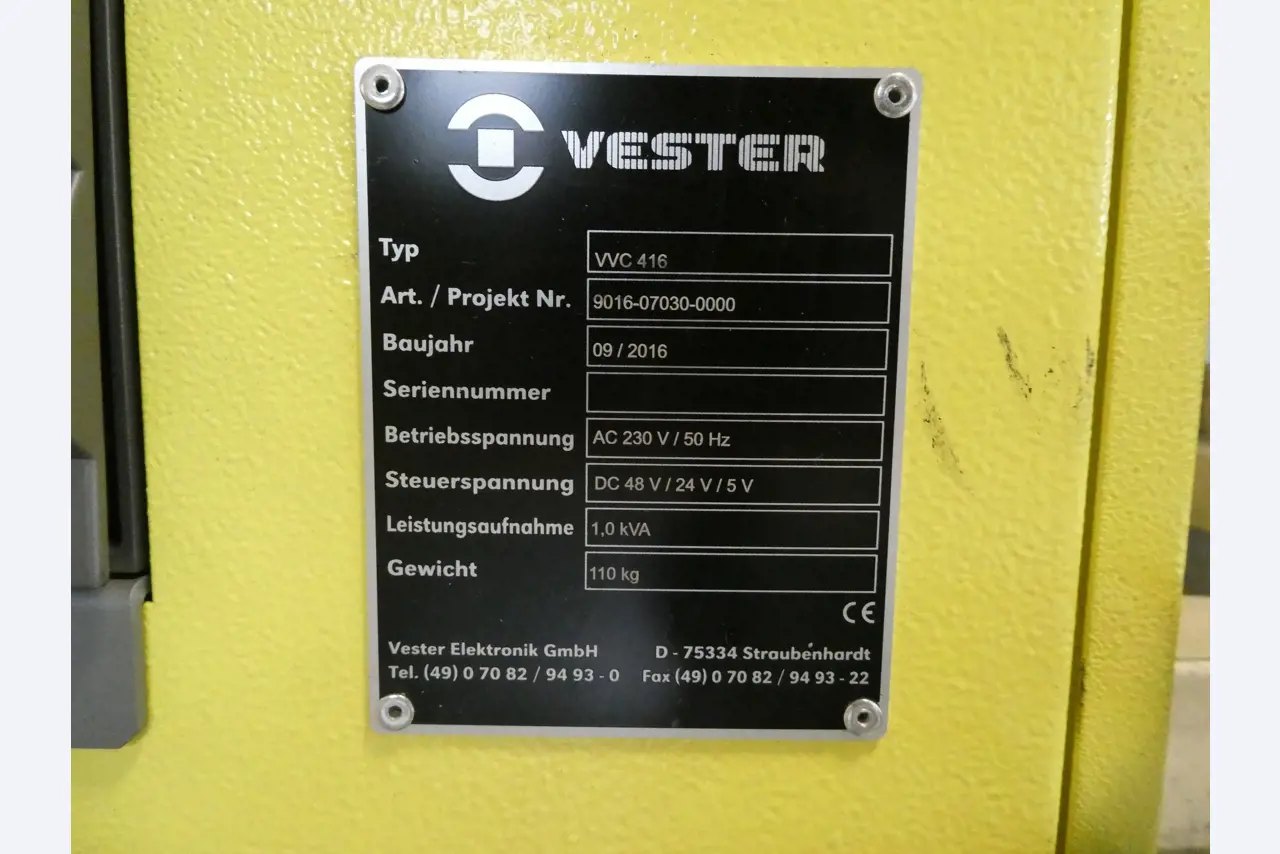 VESTER
Typ VVC 416
Art. / Projekt Nr. 9016-07030-0000
Baujahr 09 / 2016
Seriennummer
Betriebsspannung AC 230 V / 50 Hz
Steuerspannung DC 48 V / 24 V / 5 V
Leistungsaufnahme 1,0 kVA
Gewicht 110 kg
CE
Vester Elektronik GmbH D - 75334 Straubenhardt
Tel. (49) 0 70 82 / 94 93 - 0 Fax (49) 0 70 82 / 94 93 - 22